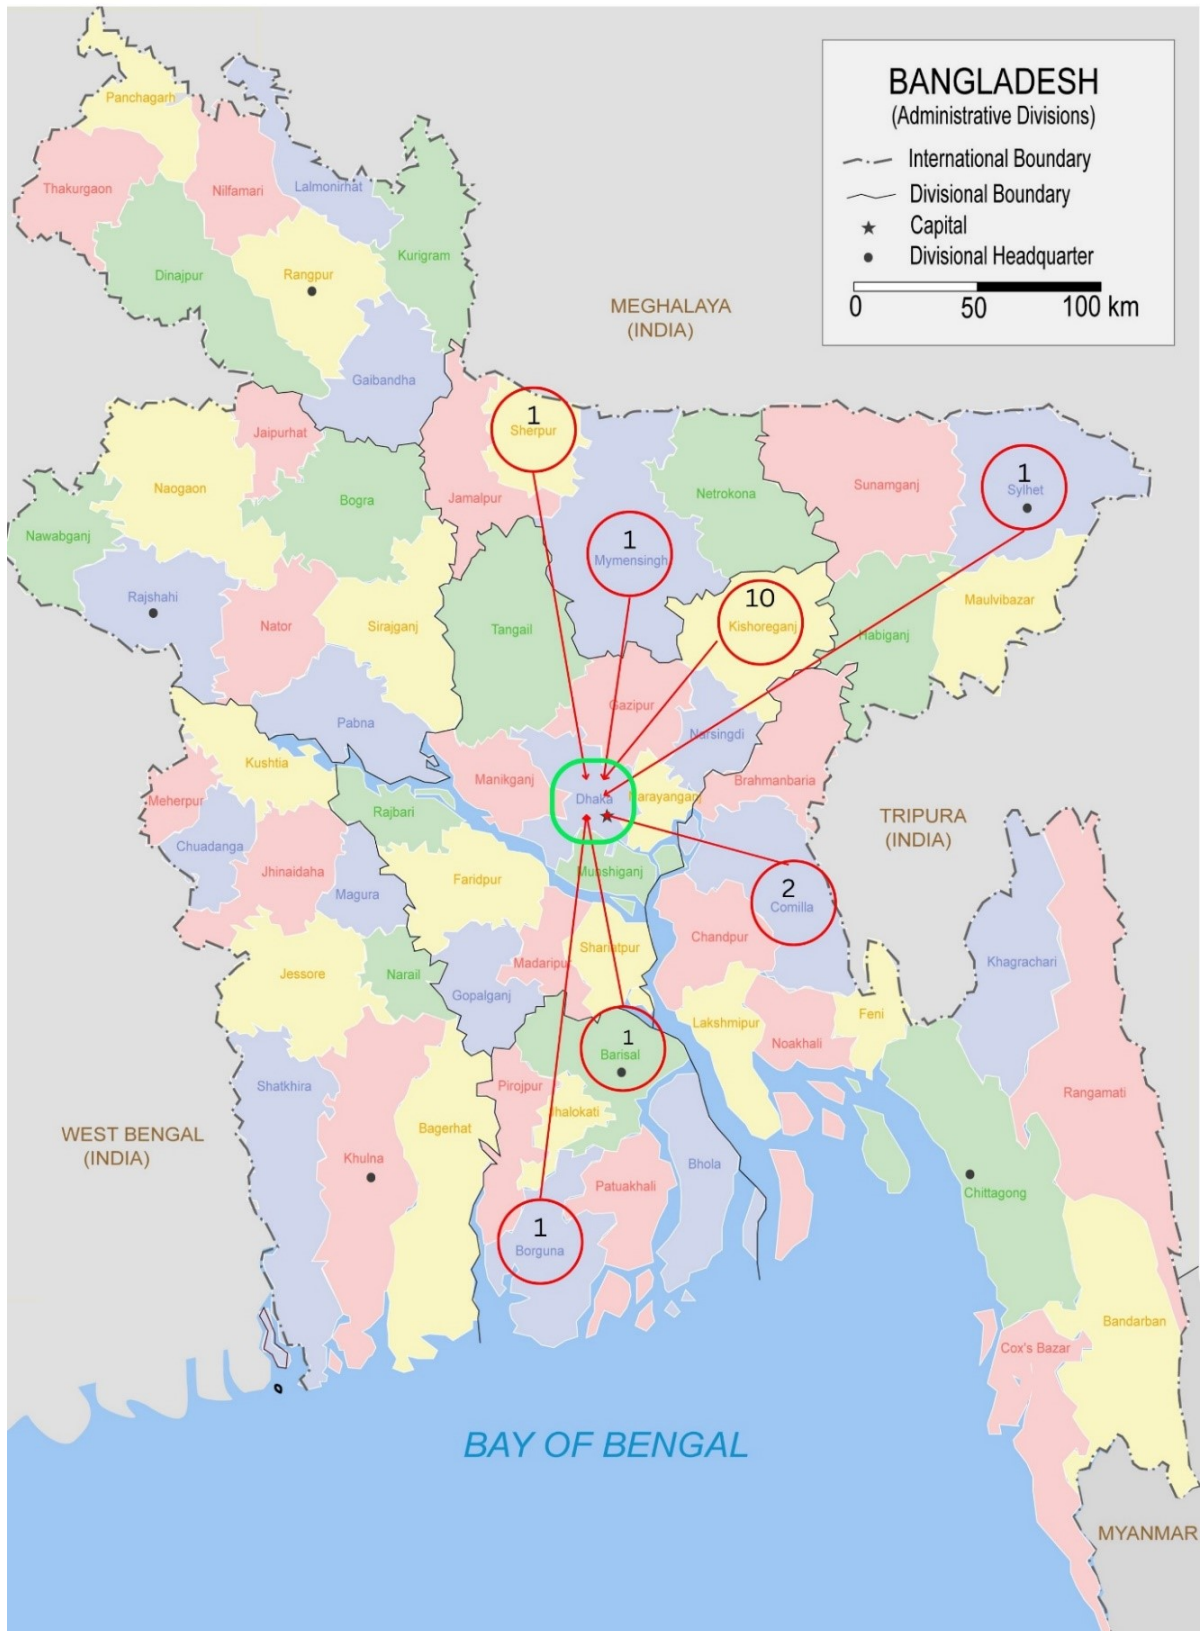 BANGLADESH
(Administrative Divisions)
International Boundary
Divisional Boundary
Capital
Divisional Headquarter
0 50 100 km
Panchagarh
Thakurgaon
Nilfamari
Lalmonirhat
Dinajpur
Rangpur
Kurigram
MEGHALAYA
(INDIA)
Gaibandha
Jaipurhat
1
Sherpur
Naogaon
Bogra
Jamalpur
Netrokona
Sunamganj
1
Sylhet
Nawabganj
1
Mymensingh
Rajshahi
Nator
Sirajganj
Tangail
10
Kishoreganj
Habiganj
Maulvibazar
Pabna
Gazipur
Narsingdi
Kushtia
Meherpur
Rajbari
Manikganj
Dhaka
Narayanganj
Brahmanbaria
TRIPURA
(INDIA)
Chuadanga
Jhinaidaha
Magura
Faridpur
Munshiganj
2
Comilla
Jessore
Narail
Gopalganj
Madaripur
Shariatpur
Chandpur
Khagrachari
Lakshmipur
Noakhali
Feni
1
Barisal
Shatkhira
Pirojpur
Jhalokati
Rangamati
WEST BENGAL
(INDIA)
Khulna
Bagerhat
Patuakhali
Bhola
Chittagong
1
Borguna
Bandarban
Cox's Bazar
BAY OF BENGAL
MYANMAR